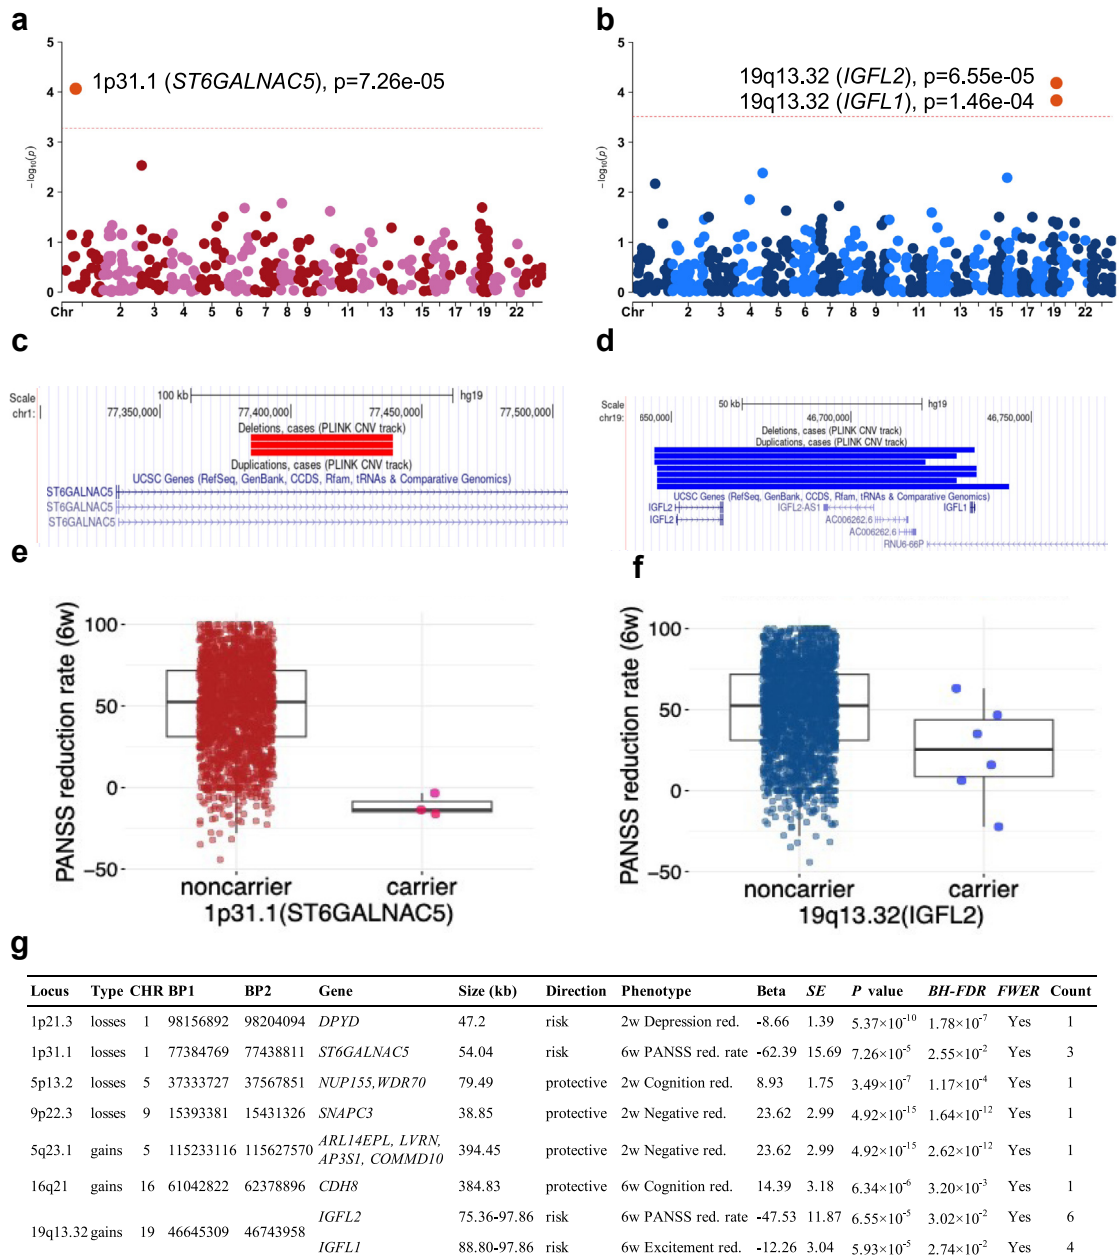 a
5
4
3
2
1
0
−log10(p)
1p31.1 (ST6GALNAC5), p=7.26e-05
Chr 2 3 4 5 6 7 8 9 11 13 15 17 19 22
b
5
4
3
2
1
0
−log10(p)
19q13.32 (IGFL2), p=6.55e-05
19q13.32 (IGFL1), p=1.46e-04
Chr 2 3 4 5 6 7 8 9 11 13 15 17 19 22
c
Scale 100 kb hg19
chr1: 77,350,000 77,400,000 77,450,000 77,500,000
Deletions, cases (PLINK CNV track)
Duplications, cases (PLINK CNV track)
UCSC Genes (RefSeq, GenBank, CCDS, Rfam, tRNAs & Comparative Genomics)
ST6GALNAC5
ST6GALNAC5
ST6GALNAC5
d
Scale 50 kb hg19
chr19: 650,000 46,700,000 46,750,000
Deletions, cases (PLINK CNV track)
Duplications, cases (PLINK CNV track)
UCSC Genes (RefSeq, GenBank, CCDS, Rfam, tRNAs & Comparative Genomics)
IGFL2 IGFL2-AS1 IGFL1
IGFL2 AC006262.6
AC006262.6
RNU6-66P
e
PANSS reduction rate (6w)
100
50
0
−50
noncarrier carrier
1p31.1(ST6GALNAC5)
f
PANSS reduction rate (6w)
100
50
0
−50
noncarrier carrier
19q13.32(IGFL2)
g
Locus Type CHR BP1 BP2 Gene Size (kb) Direction Phenotype Beta SE P value BH-FDR FWER Count
1p21.3 losses 1 98156892 98204094 DPYD 47.2 risk 2w Depression red. -8.66 1.39 5.37×10-10 1.78×10-7 Yes 1
1p31.1 losses 1 77384769 77438811 ST6GALNAC5 54.04 risk 6w PANSS red. rate -62.39 15.69 7.26×10-5 2.55×10-2 Yes 3
5p13.2 losses 5 37333727 37567851 NUP155,WDR70 79.49 protective 2w Cognition red. 8.93 1.75 3.49×10-7 1.17×10-4 Yes 1
9p22.3 losses 9 15393381 15431326 SNAPC3 38.85 protective 2w Negative red. 23.62 2.99 4.92×10-15 1.64×10-12 Yes 1
5q23.1 gains 5 115233116 115627570 ARL14EPL, LVRN, AP3S1, COMMD10 394.45 protective 2w Negative red. 23.62 2.99 4.92×10-15 2.62×10-12 Yes 1
16q21 gains 16 61042822 62378896 CDH8 384.83 protective 6w Cognition red. 14.39 3.18 6.34×10-6 3.20×10-3 Yes 1
19q13.32 gains 19 46645309 46743958 IGFL2 75.36-97.86 risk 6w PANSS red. rate -47.53 11.87 6.55×10-5 3.02×10-2 Yes 6
IGFL1 88.80-97.86 risk 6w Excitement red. -12.26 3.04 5.93×10-5 2.74×10-2 Yes 4